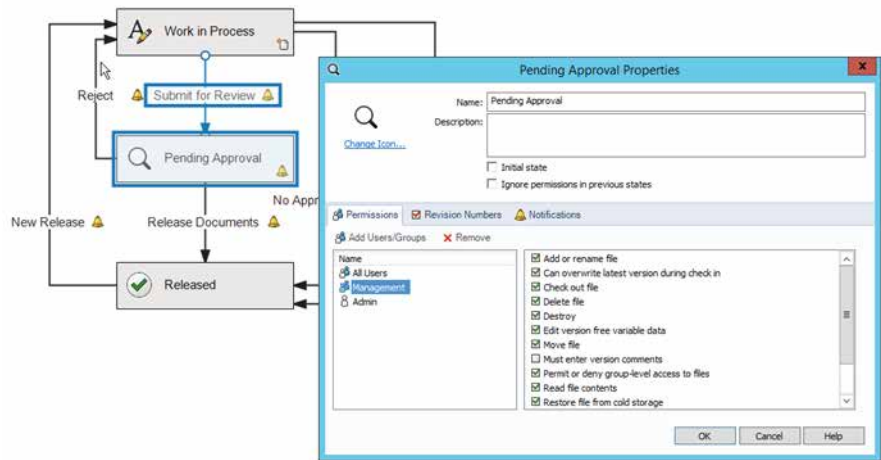 Work in Process
Reject
Submit for Review
Pending Approval
No Appr
New Release
Release Documents
Released
Pending Approval Properties
x
Name:
Pending Approval
Description:
Change Icon...
Initial state
Ignore permissions in previous states
Permissions
Revision Numbers
Notifications
Add Users/Groups
Remove
Name
All Users
Management
Admin
Add or rename file
Can overwrite latest version during check in
Check out file
Delete file
Destroy
Edit version free variable data
Move file
Must enter version comments
Permit or deny group-level access to files
Read file contents
Restore file from cold storage
OK
Cancel
Help